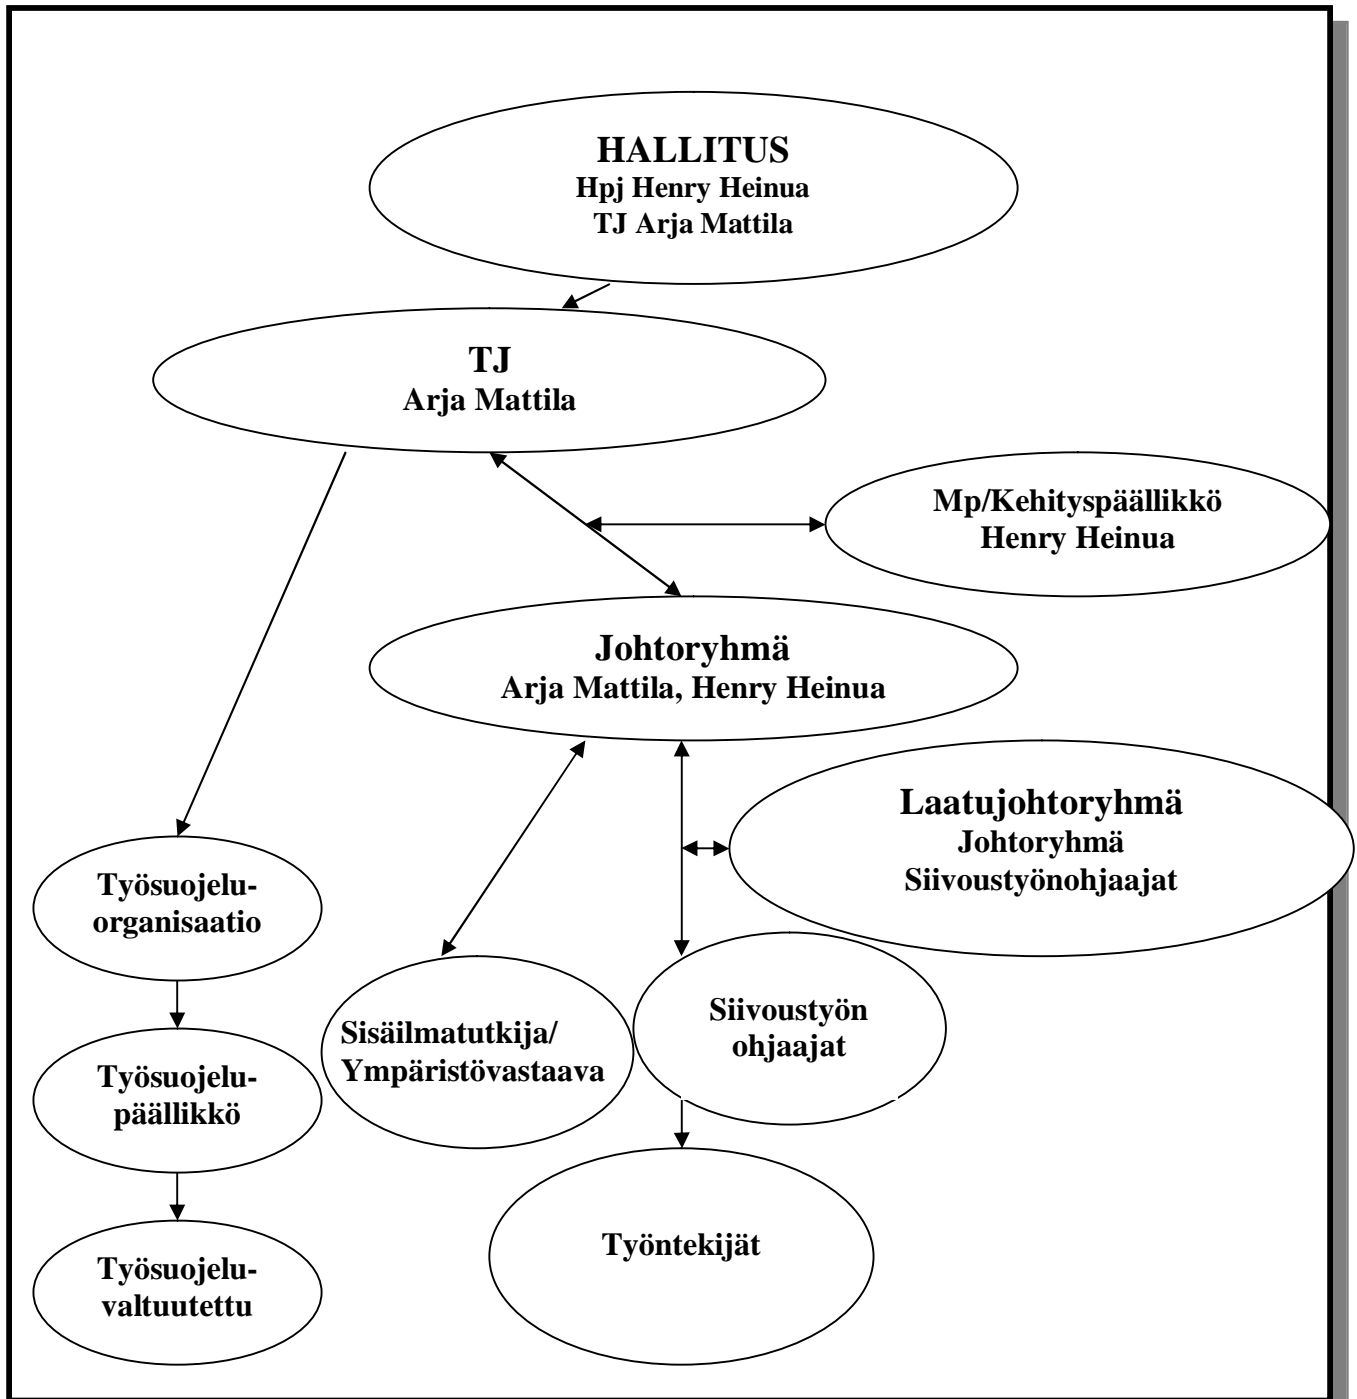 HALLITUS
Hpj Henry Heinua
TJ Arja Mattila
TJ
Arja Mattila
Mp/Kehityspäällikkö
Henry Heinua
Johtoryhmä
Arja Mattila, Henry Heinua
Laatujohtoryhmä
Johtoryhmä
Siivoustyönohjaajat
Työsuojelu-
organisaatio
Sisäilmatutkija/
Ympäristövastaava
Siivoustyön
ohjaajat
Työsuojelu-
päällikkö
Työntekijät
Työsuojelu-
valtuutettu